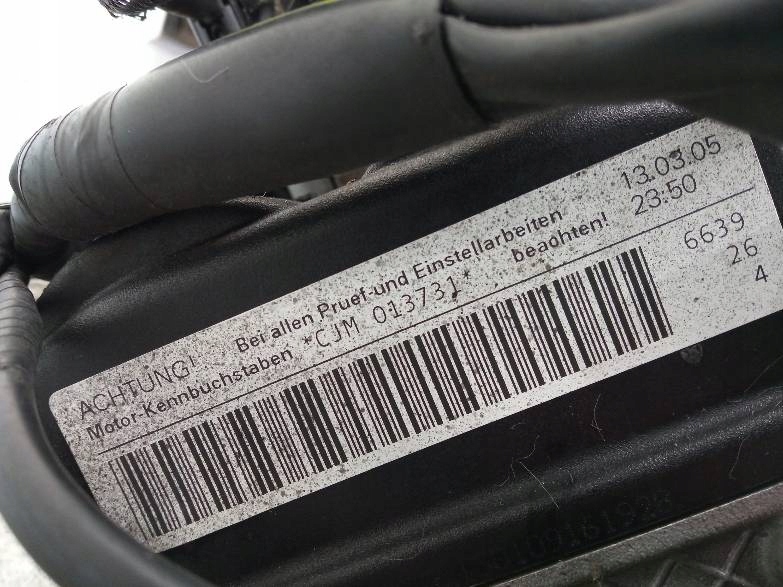 13.03.05
23:50
ACHTUNG! Bei allen Pruef-und Einstellarbeiten
Motor-Kennbuchstaben *CJM 013731* beachten!
6639
26
4